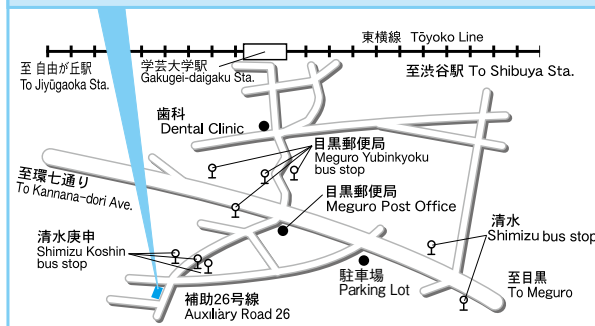 東横線 Tōyoko Line
至 自由が丘駅
To Jiyūgaoka Sta.
学芸大学駅
Gakugei-daigaku Sta.
至渋谷駅 To Shibuya Sta.
歯科
Dental Clinic
目黒郵便局
Meguro Yubinkyoku
bus stop
至環七通り
To Kannana-dori Ave.
目黒郵便局
Meguro Post Office
清水庚申
Shimizu Koshin
bus stop
清水
Shimizu bus stop
駐車場
Parking Lot
至目黒
To Meguro
補助26号線
Auxiliary Road 26